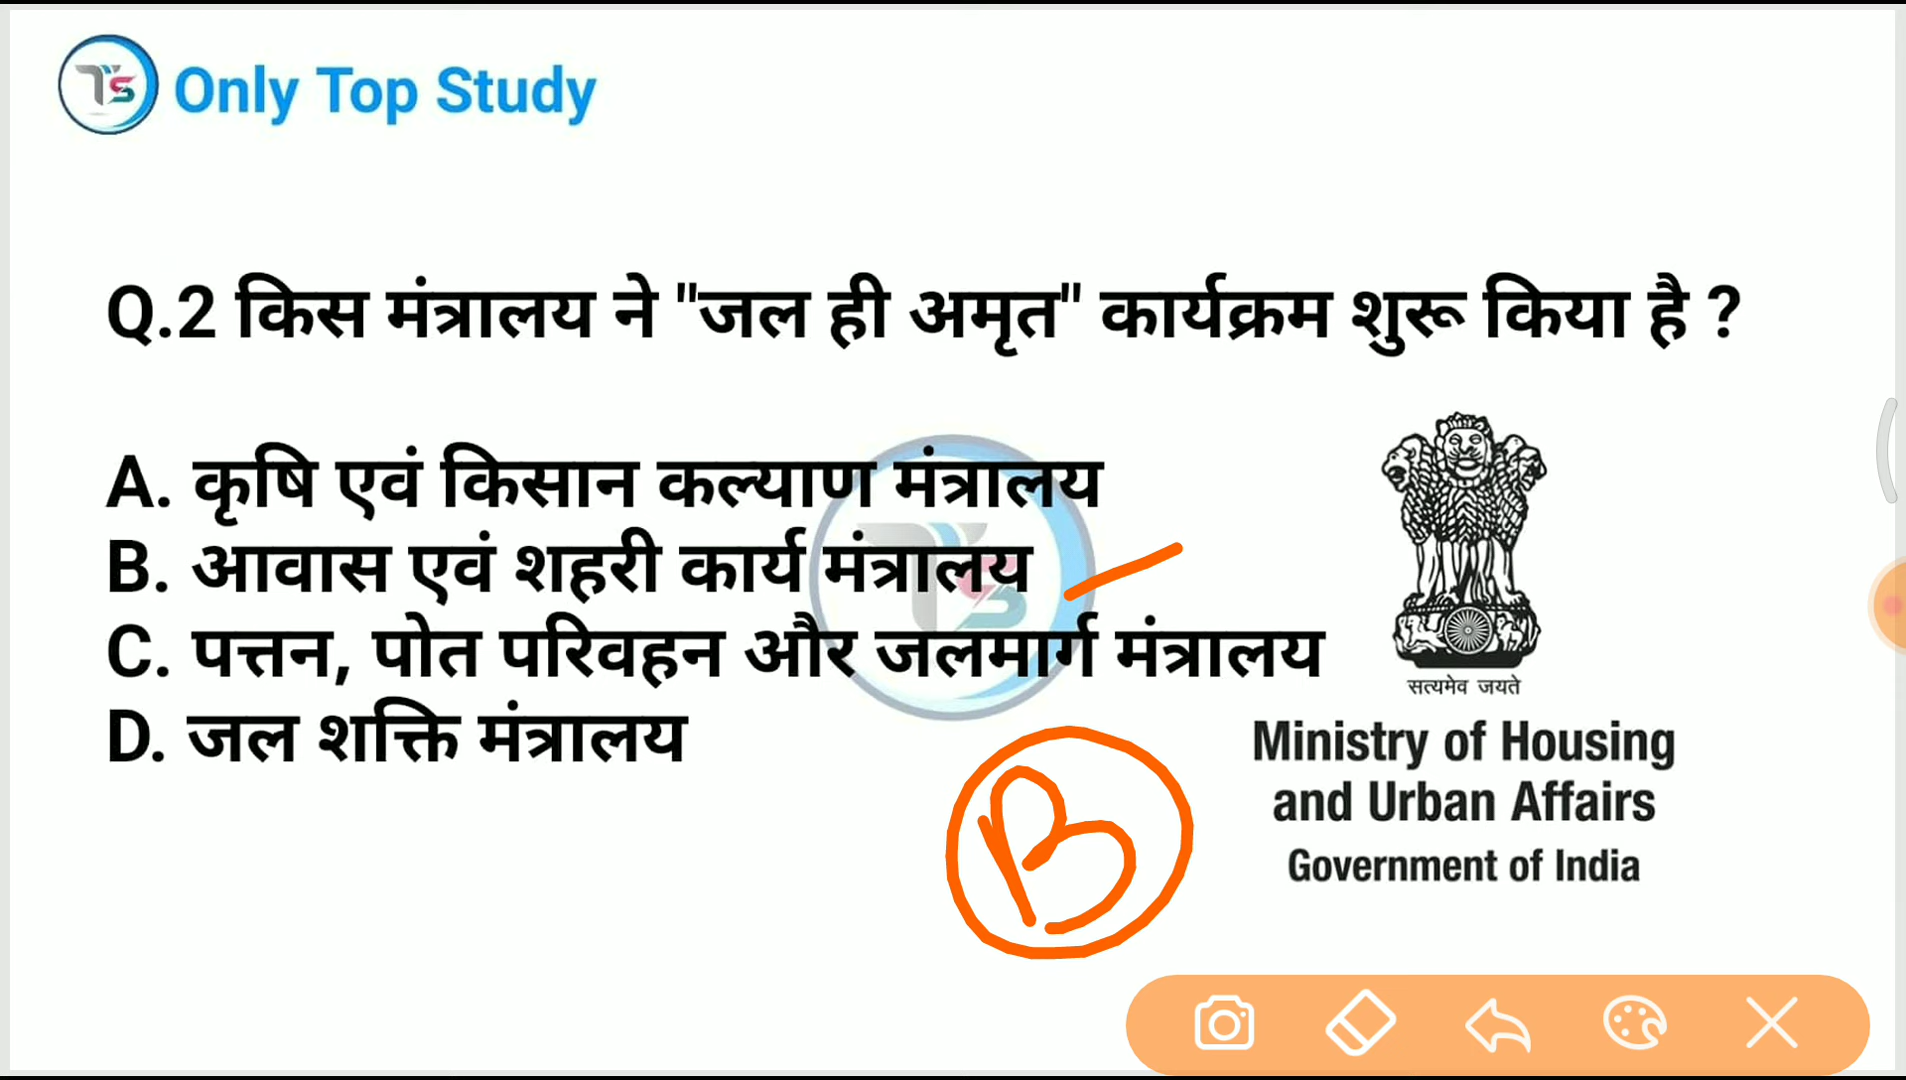 Only Top Study
Q.2 किस मंत्रालय ने "जल ही अमृत" कार्यक्रम शुरू किया है ?
A. कृषि एवं किसान कल्याण मंत्रालय
B. आवास एवं शहरी कार्य मंत्रालय
C. पत्तन, पोत परिवहन और जलमार्ग मंत्रालय
D. जल शक्ति मंत्रालय
सत्यमेव जयते
Ministry of Housing
and Urban Affairs
Government of India
B